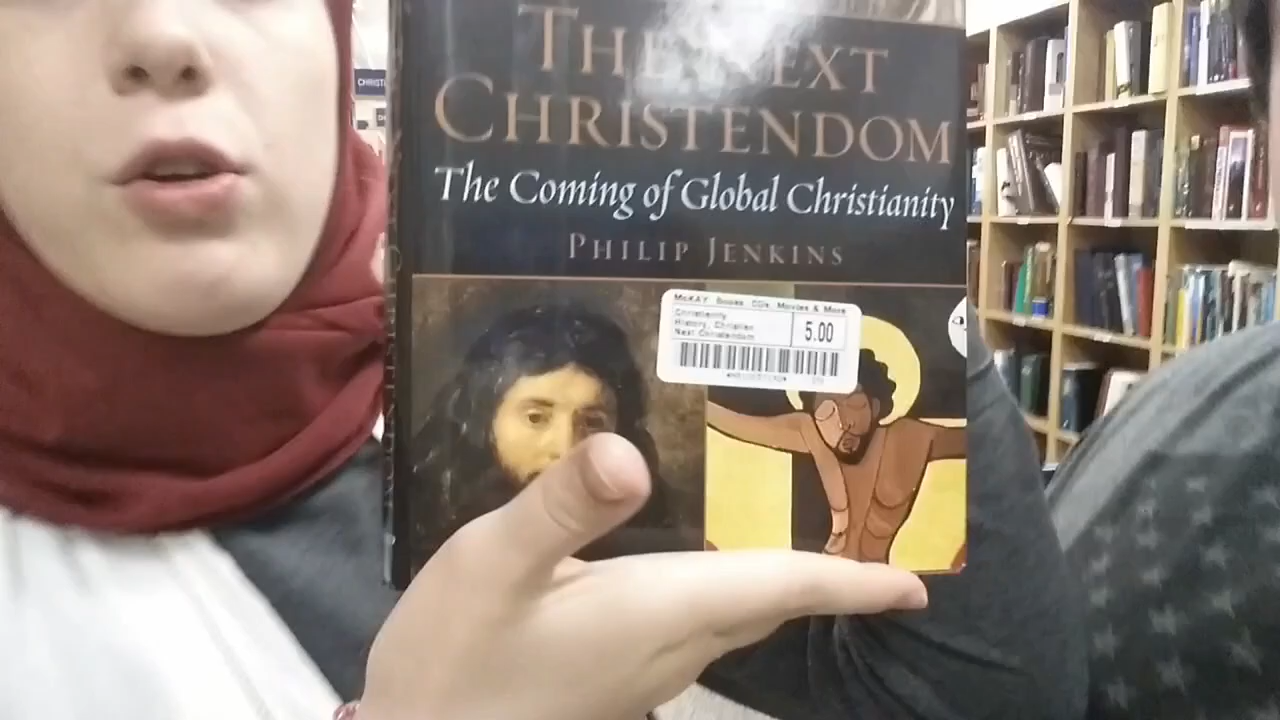 THE NEXT
CHRISTENDOM
The Coming of Global Christianity
PHILIP JENKINS
McKAY Books, CDs, Movies & More
Christianity
History, Christian
Next Christendom
5.00
CHRISTI